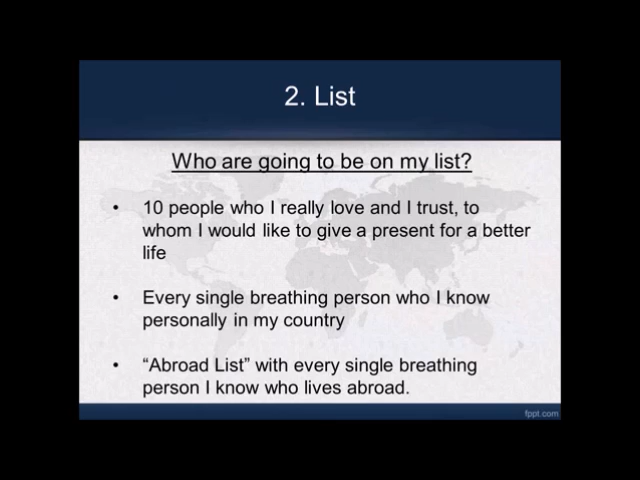 2. List
Who are going to be on my list?
• 10 people who I really love and I trust, to
whom I would like to give a present for a better
life
• Every single breathing person who I know
personally in my country
• “Abroad List” with every single breathing
person I know who lives abroad.
fppt.com